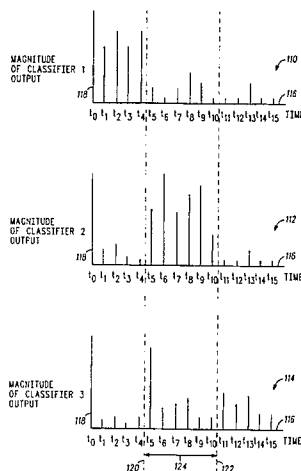 MAGNITUDE
OF CLASSIFIER 1
OUTPUT
110
118
116
t0 t1 t2 t3 t4 t5 t6 t7 t8 t9 t10 t11 t12 t13 t14 t15 TIME
MAGNITUDE
OF CLASSIFIER 2
OUTPUT
112
118
116
t0 t1 t2 t3 t4 t5 t6 t7 t8 t9 t10 t11 t12 t13 t14 t15 TIME
MAGNITUDE
OF CLASSIFIER 3
OUTPUT
114
118
116
t0 t1 t2 t3 t4 t5 t6 t7 t8 t9 t10 t11 t12 t13 t14 t15 TIME
120 124 122